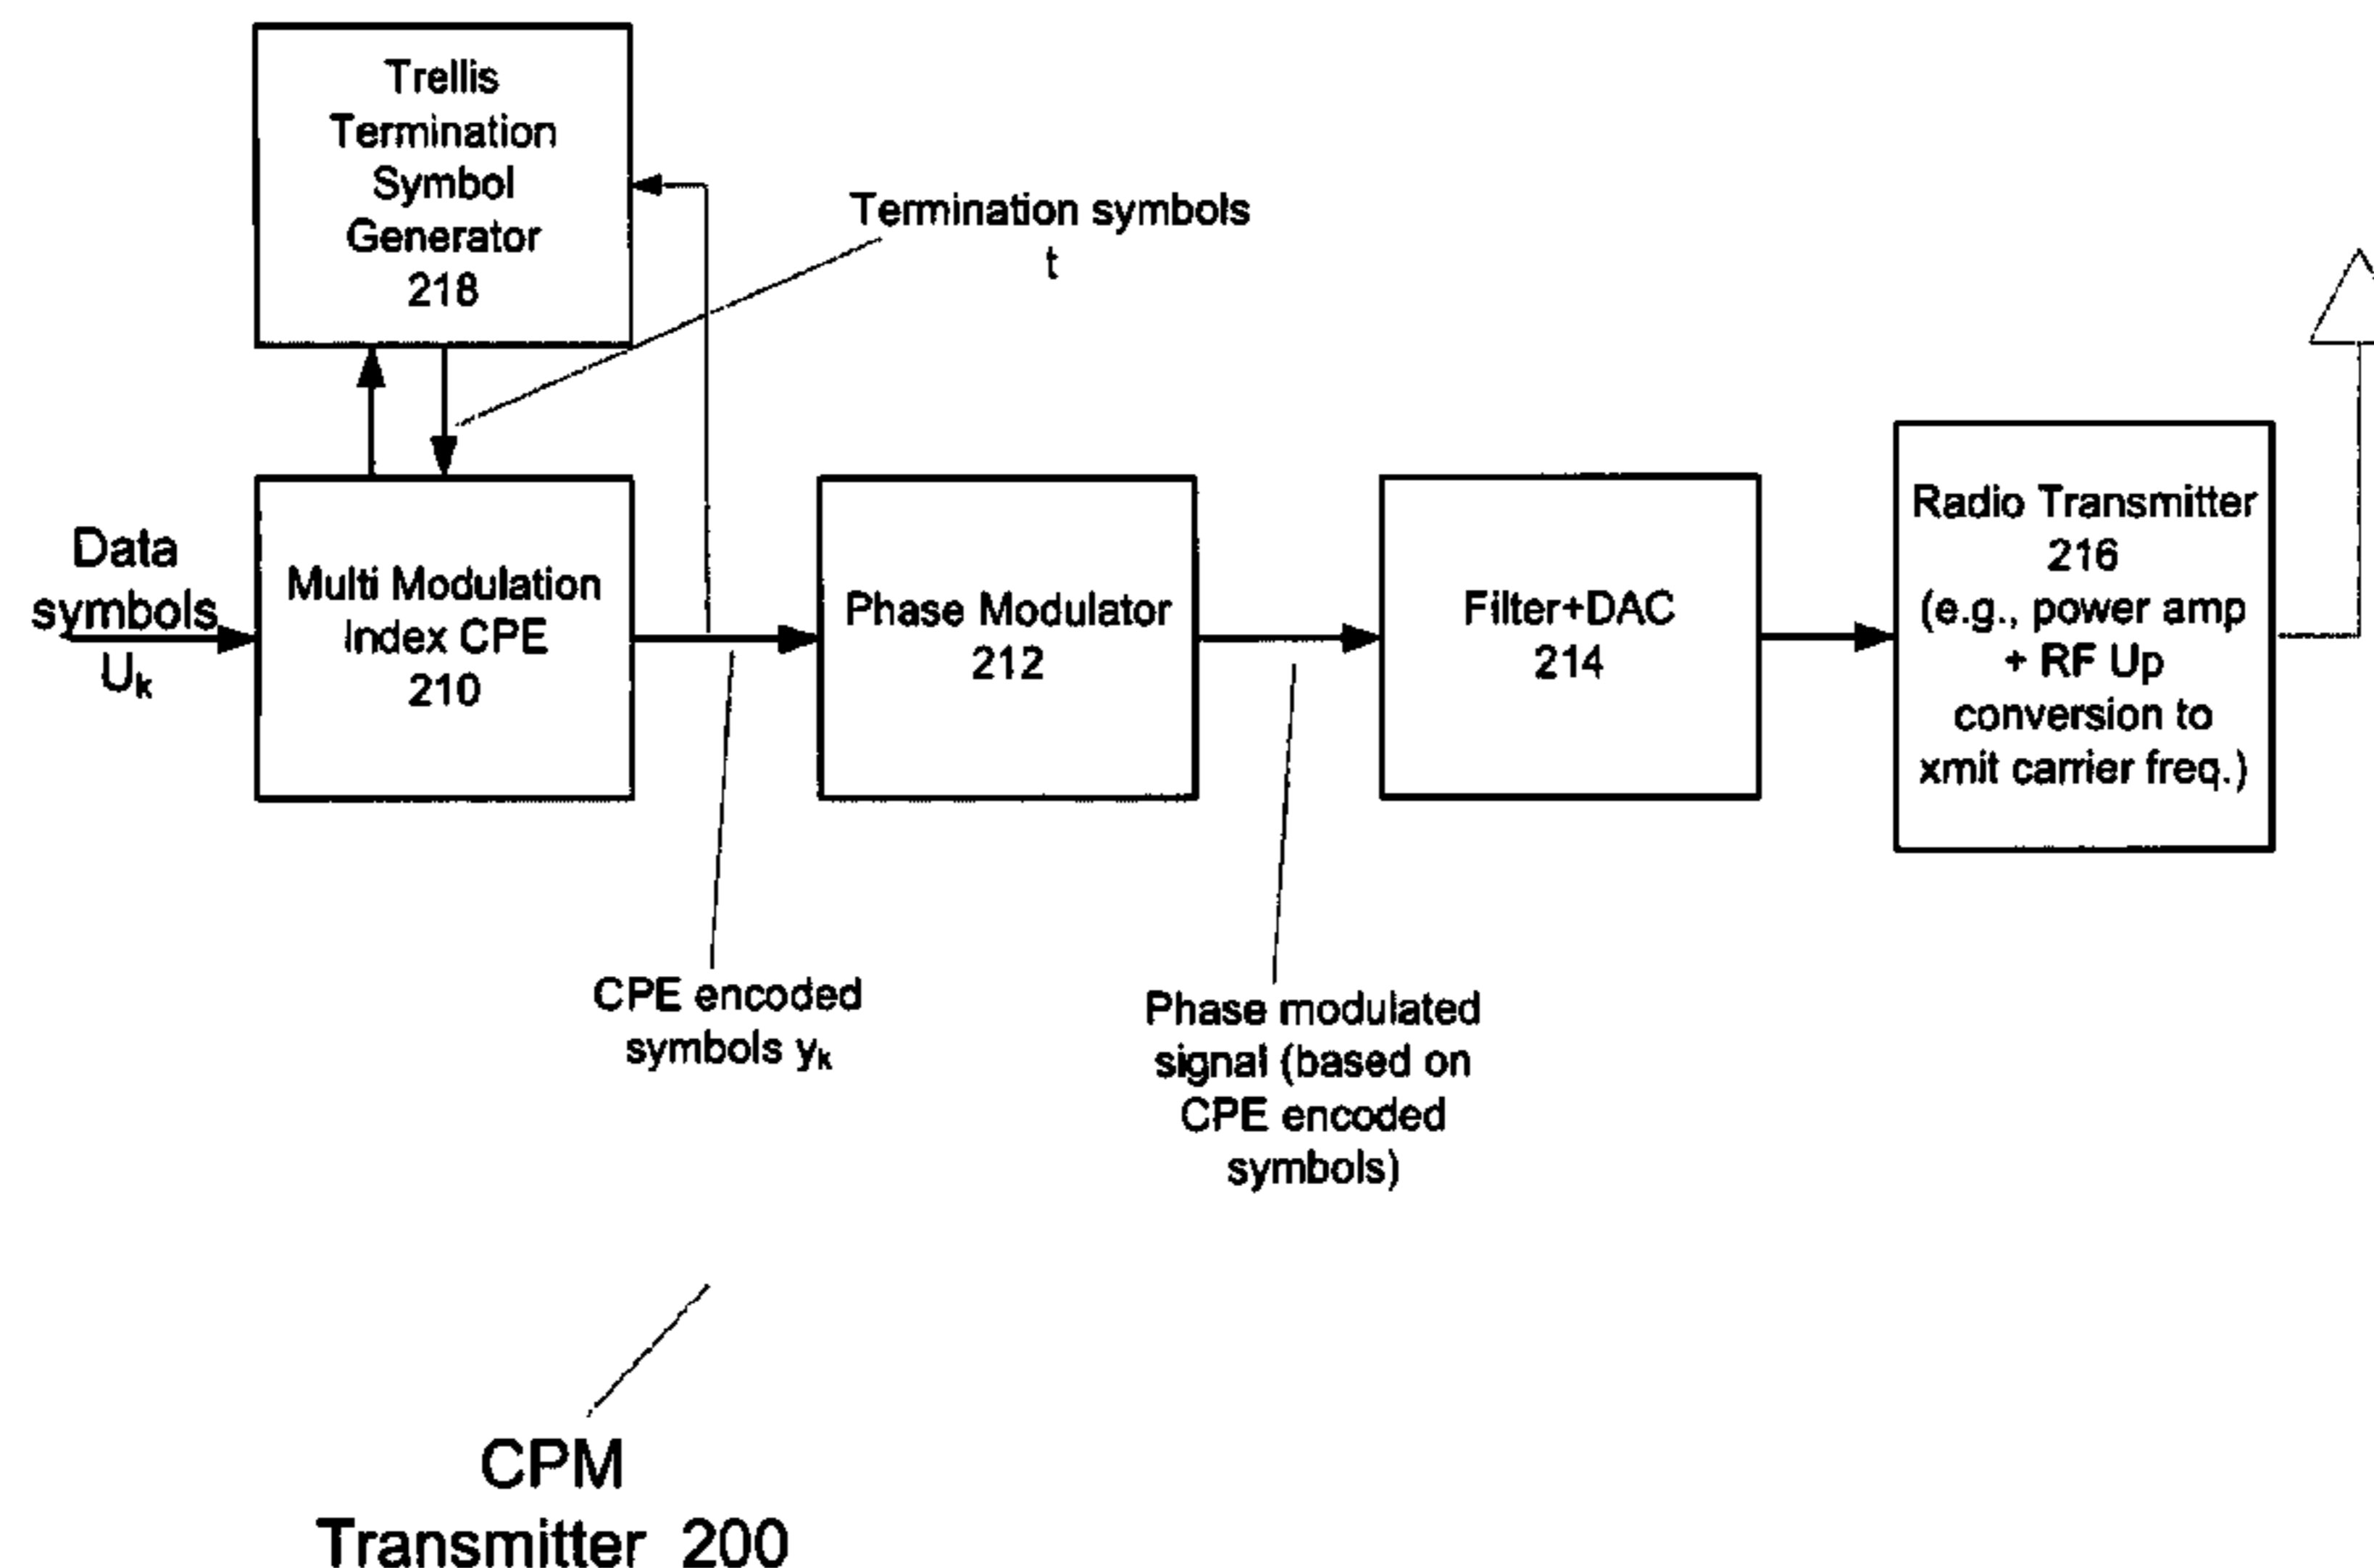 Trellis
Termination
Symbol
Generator
218
Termination symbols
t
Data
symbols
Uk
Multi Modulation
Index CPE
210
Phase Modulator
212
Filter+DAC
214
Radio Transmitter
216
(e.g., power amp
+ RF Up
conversion to
xmit carrier freq.)
CPE encoded
symbols yk
Phase modulated
signal (based on
CPE encoded
symbols)
CPM
Transmitter 200